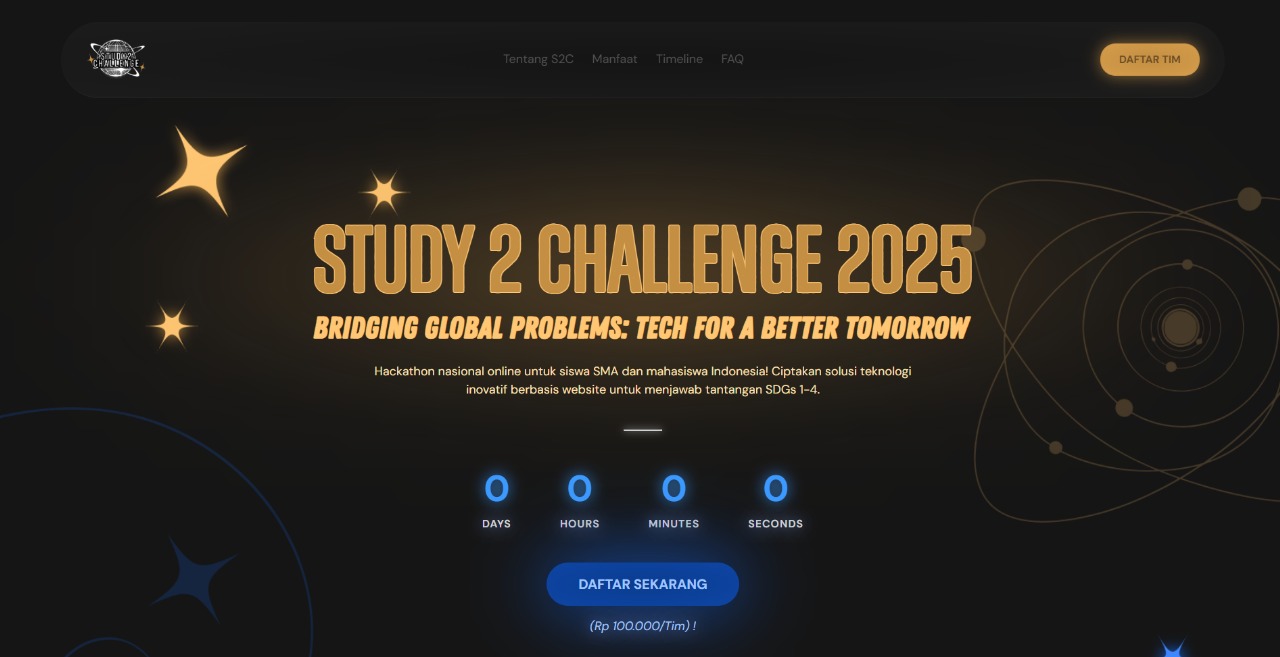 STUDY 2
CHALLENGE
Tentang S2C
Manfaat
Timeline
FAQ
DAFTAR TIM
STUDY 2 CHALLENGE 2025
BRIDGING GLOBAL PROBLEMS: TECH FOR A BETTER TOMORROW
Hackathon nasional online untuk siswa SMA dan mahasiswa Indonesia! Ciptakan solusi teknologi
inovatif berbasis website untuk menjawab tantangan SDGs 1-4.
0 0 0 0
DAYS HOURS MINUTES SECONDS
DAFTAR SEKARANG
(Rp 100.000/Tim) !